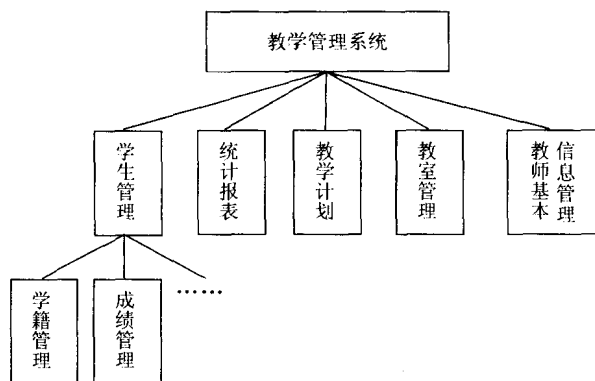 教学管理系统
学生管理
统计报表
教学计划
教室管理
教师基本
信息管理
学籍管理
成绩管理
……